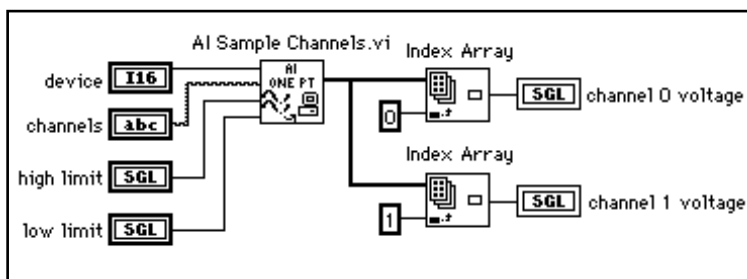 AI Sample Channels.vi
Index Array
device
I16
AI
ONE PT
SGL
channel 0 voltage
channels
abc
0
Index Array
high limit
SGL
SGL
channel 1 voltage
low limit
SGL
1